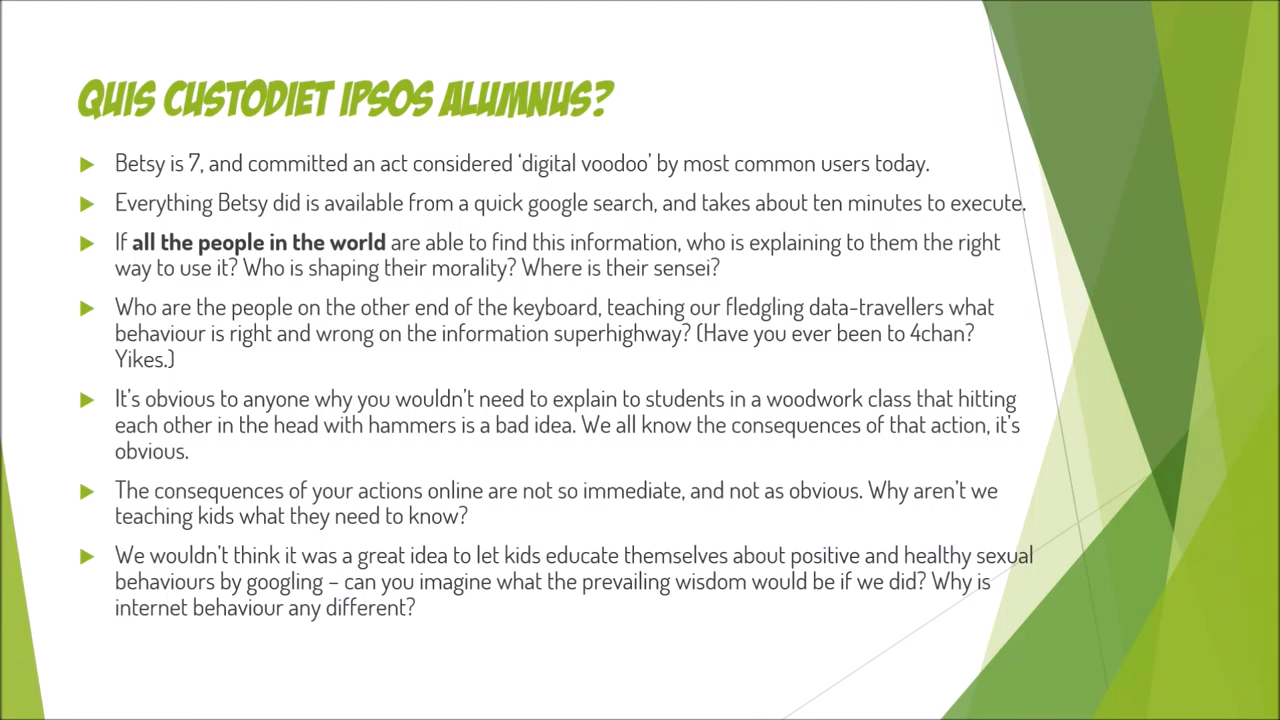 QUIS CUSTODIET IPSOS ALUMNUS?
Betsy is 7, and committed an act considered ‘digital voodoo’ by most common users today.
Everything Betsy did is available from a quick google search, and takes about ten minutes to execute.
If all the people in the world are able to find this information, who is explaining to them the right
way to use it? Who is shaping their morality? Where is their sensei?
Who are the people on the other end of the keyboard, teaching our fledgling data-travellers what
behaviour is right and wrong on the information superhighway? (Have you ever been to 4chan?
Yikes.)
It’s obvious to anyone why you wouldn’t need to explain to students in a woodwork class that hitting
each other in the head with hammers is a bad idea. We all know the consequences of that action, it’s
obvious.
The consequences of your actions online are not so immediate, and not as obvious. Why aren’t we
teaching kids what they need to know?
We wouldn’t think it was a great idea to let kids educate themselves about positive and healthy sexual
behaviours by googling – can you imagine what the prevailing wisdom would be if we did? Why is
internet behaviour any different?